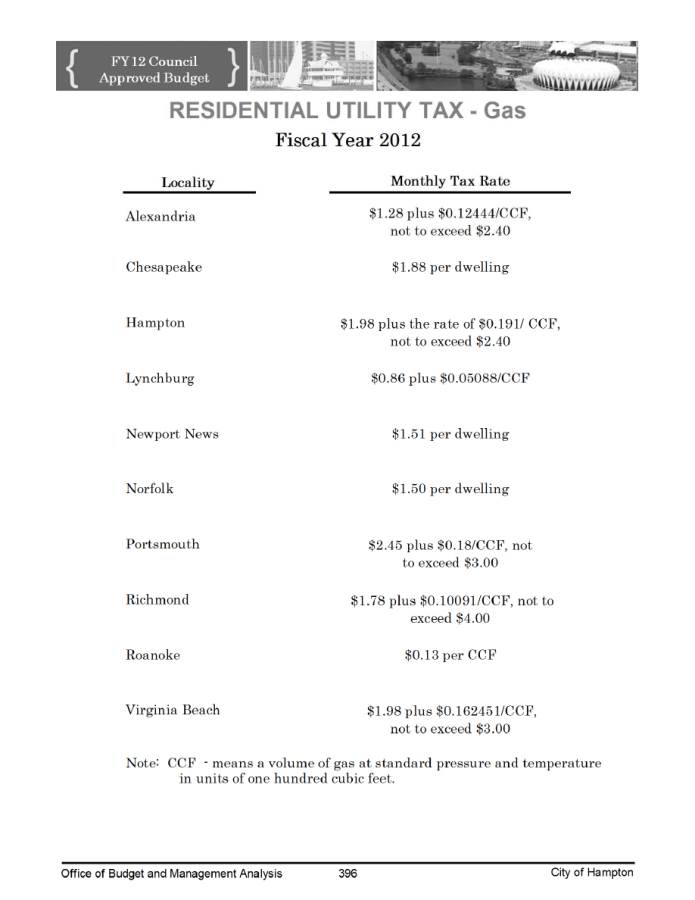 FY12 Council
Approved Budget
RESIDENTIAL UTILITY TAX - Gas
Fiscal Year 2012
Locality Monthly Tax Rate
Alexandria $1.28 plus $0.12444/CCF,
not to exceed $2.40
Chesapeake $1.88 per dwelling
Hampton $1.98 plus the rate of $0.191/ CCF,
not to exceed $2.40
Lynchburg $0.86 plus $0.05088/CCF
Newport News $1.51 per dwelling
Norfolk $1.50 per dwelling
Portsmouth $2.45 plus $0.18/CCF, not
to exceed $3.00
Richmond $1.78 plus $0.10091/CCF, not to
exceed $4.00
Roanoke $0.13 per CCF
Virginia Beach $1.98 plus $0.162451/CCF,
not to exceed $3.00
Note: CCF - means a volume of gas at standard pressure and temperature
in units of one hundred cubic feet.
Office of Budget and Management Analysis 396 City of Hampton